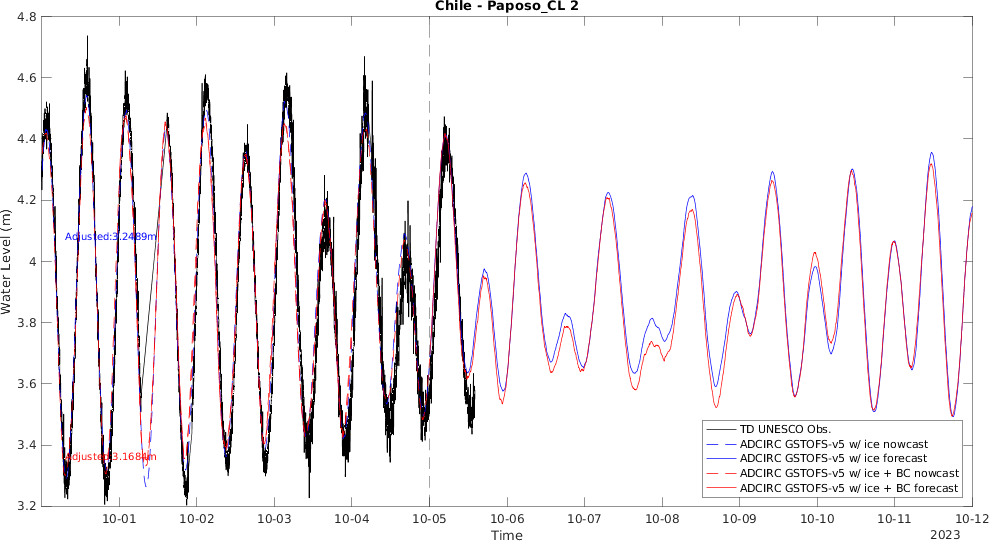 Chile - Paposo_CL 2
4.8
4.6
4.4
4.2
4
3.8
3.6
3.4
3.2
Water Level (m)
Adjusted:3.2489m
Adjusted:3.1684m
TD UNESCO Obs.
ADCIRC GSTOFS-v5 w/ ice nowcast
ADCIRC GSTOFS-v5 w/ ice forecast
ADCIRC GSTOFS-v5 w/ ice + BC nowcast
ADCIRC GSTOFS-v5 w/ ice + BC forecast
10-01 10-02 10-03 10-04 10-05 10-06 10-07 10-08 10-09 10-10 10-11 10-12
Time
2023